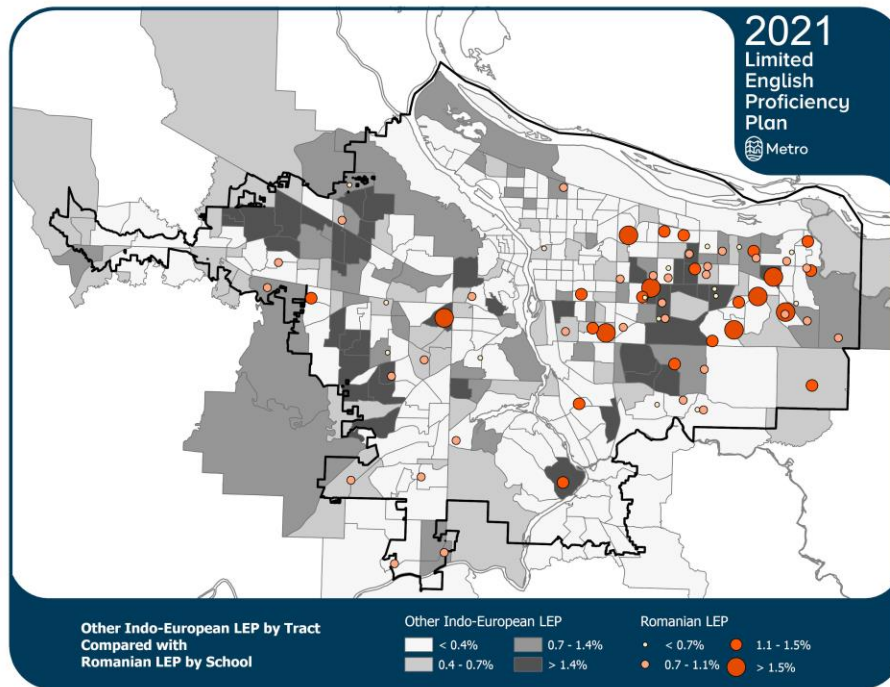 2021
Limited
English
Proficiency
Plan
Metro
Other Indo-European LEP by Tract
Compared with
Romanian LEP by School
Other Indo-European LEP
< 0.4%
0.7 - 1.4%
0.4 - 0.7%
> 1.4%
Romanian LEP
< 0.7%
1.1 - 1.5%
0.7 - 1.1%
> 1.5%